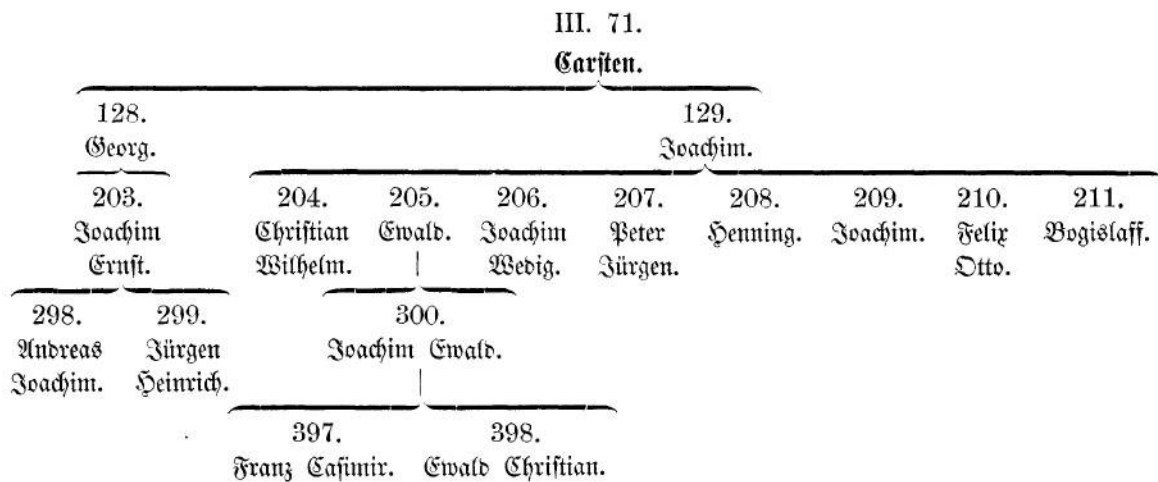 III. 71.
Carſten.
128. 129.
Georg. Joachim.
203. 204. 205. 206. 207. 208. 209. 210. 211.
Joachim Chriſtian Ewald. Joachim Peter Henning. Joachim. Felix Bogislaff.
Ernſt. Wilhelm. Wedig. Jürgen. Otto.
298. 299. 300.
Andreas Jürgen Joachim Ewald.
Joachim. Heinrich.
397. 398.
Franz Caſimir. Ewald Chriſtian.